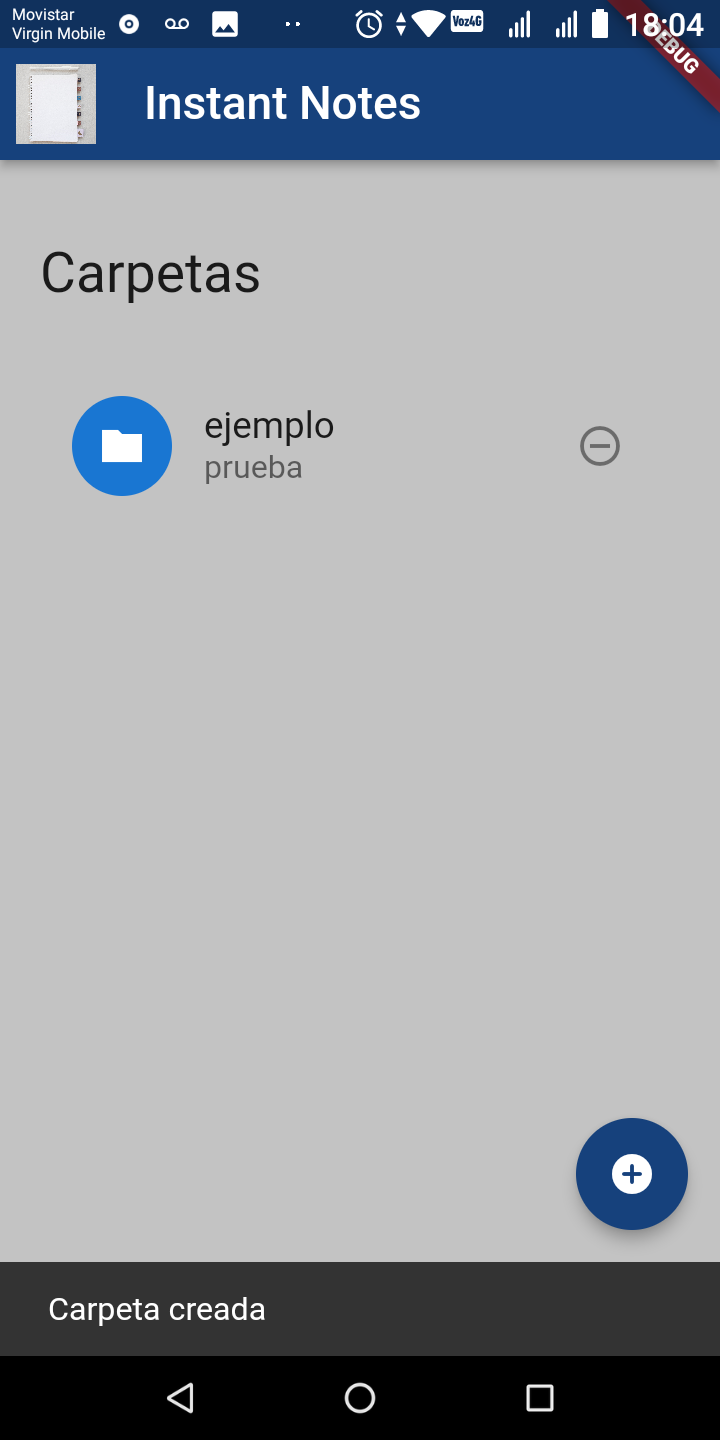 Movistar
Virgin Mobile
Voz4G
18:04
DEBUG
Instant Notes
Carpetas
ejemplo
prueba
Carpeta creada